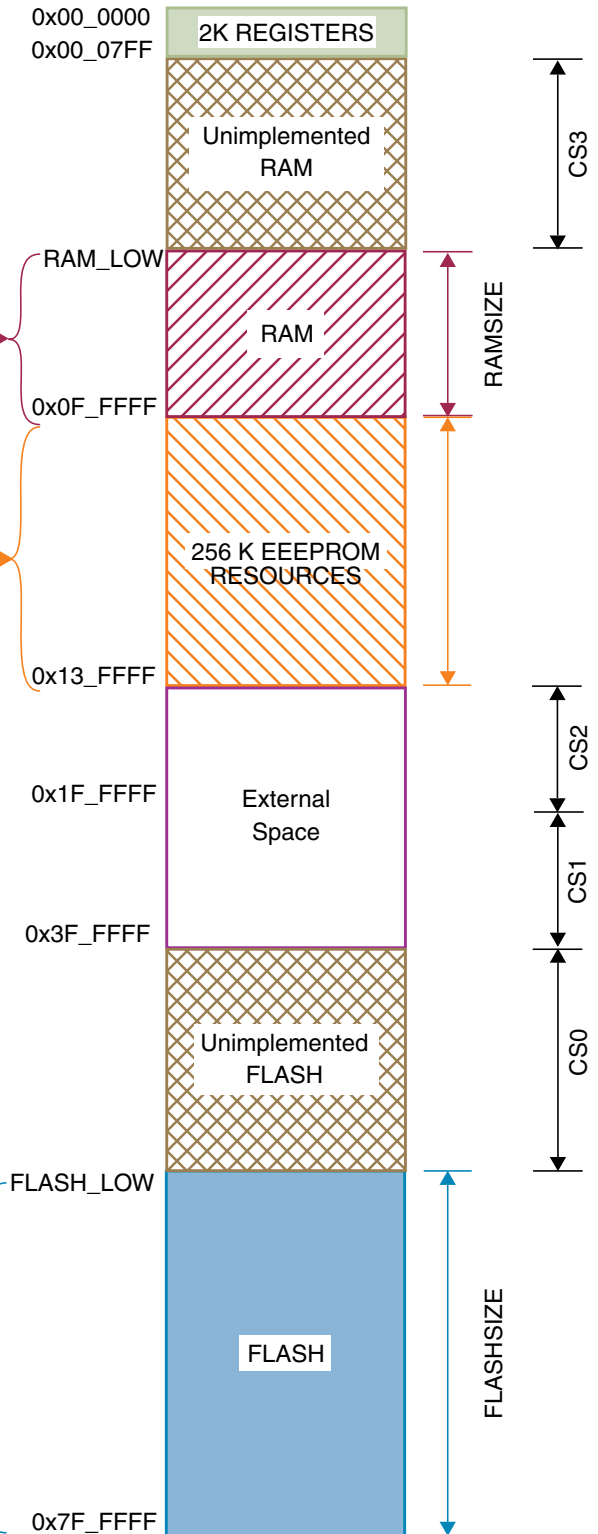 0x00_0000
2K REGISTERS
0x00_07FF
Unimplemented
RAM
CS3
RAM_LOW
RAM
RAMSIZE
0x0F_FFFF
256 K EEEPROM
RESOURCES
0x13_FFFF
CS2
0x1F_FFFF
External
Space
CS1
0x3F_FFFF
Unimplemented
FLASH
CS0
FLASH_LOW
FLASH
FLASHSIZE
0x7F_FFFF